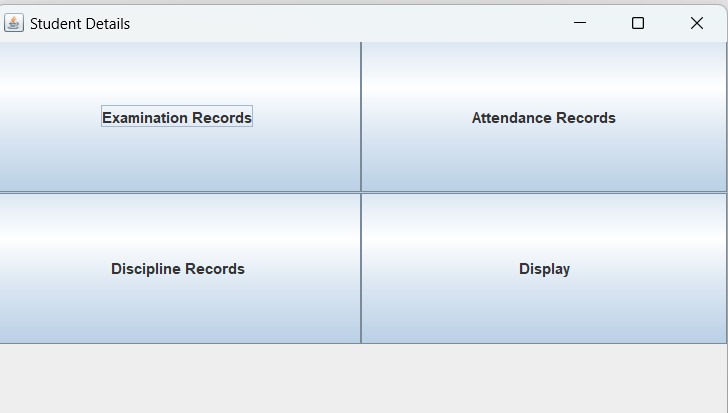 Student Details
Examination Records
Attendance Records
Discipline Records
Display